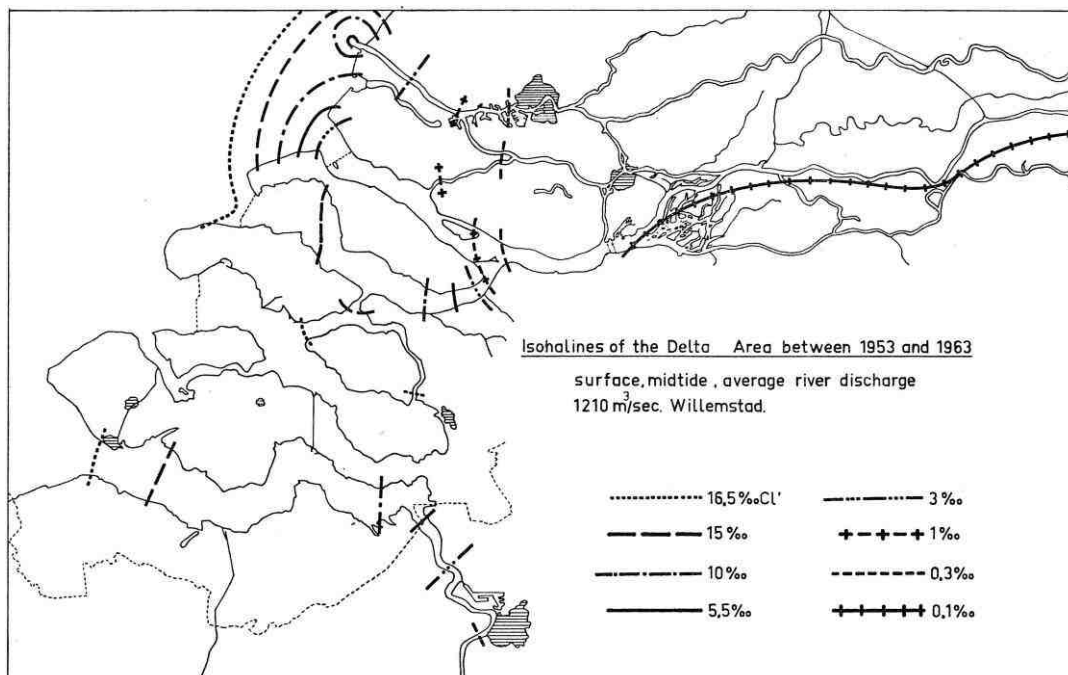 Isohalines of the Delta Area between 1953 and 1963
surface, midtide, average river discharge
1210 m³/sec. Willemstad.
16,5‰Cl'
15‰
10‰
5,5‰
3‰
1‰
0,3‰
0,1‰